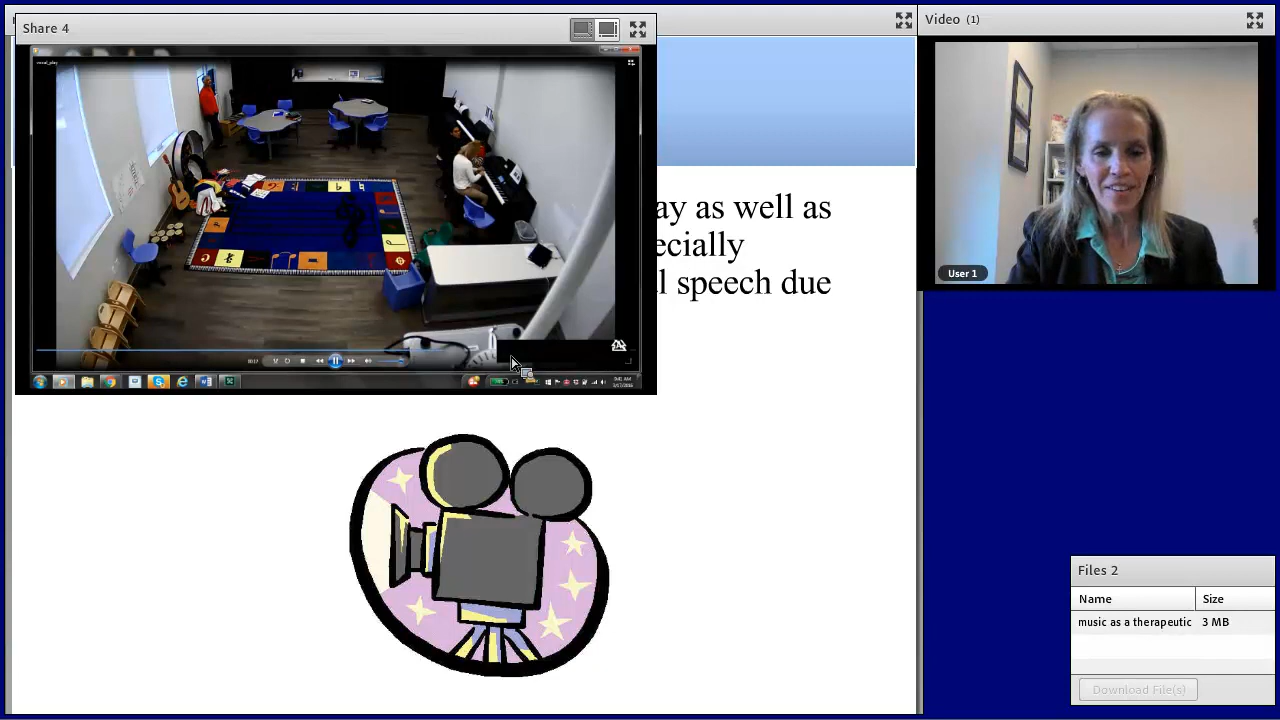 Share 4
vocal_play
ay as well as
ecially
l speech due
Video (1)
User 1
Files 2
Name Size
music as a therapeutic 3 MB
Download File(s)